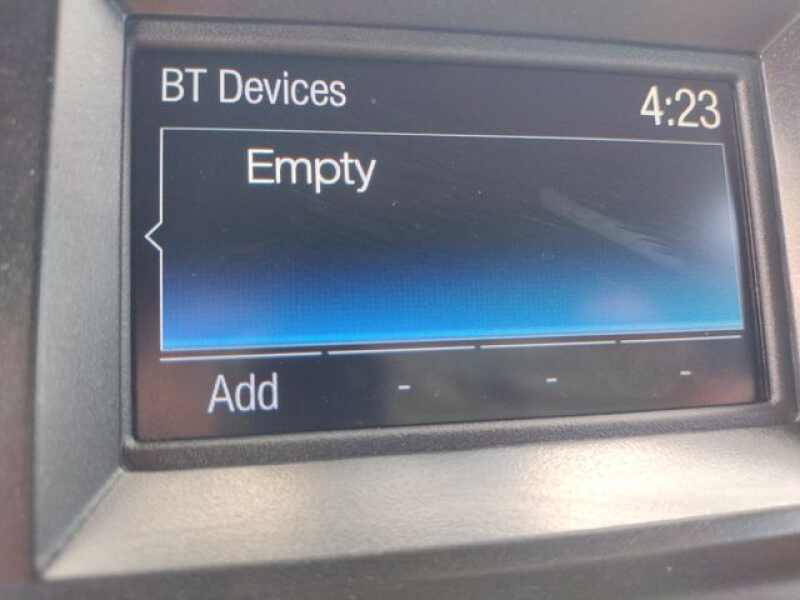 BT Devices
4:23
Empty
Add - - -